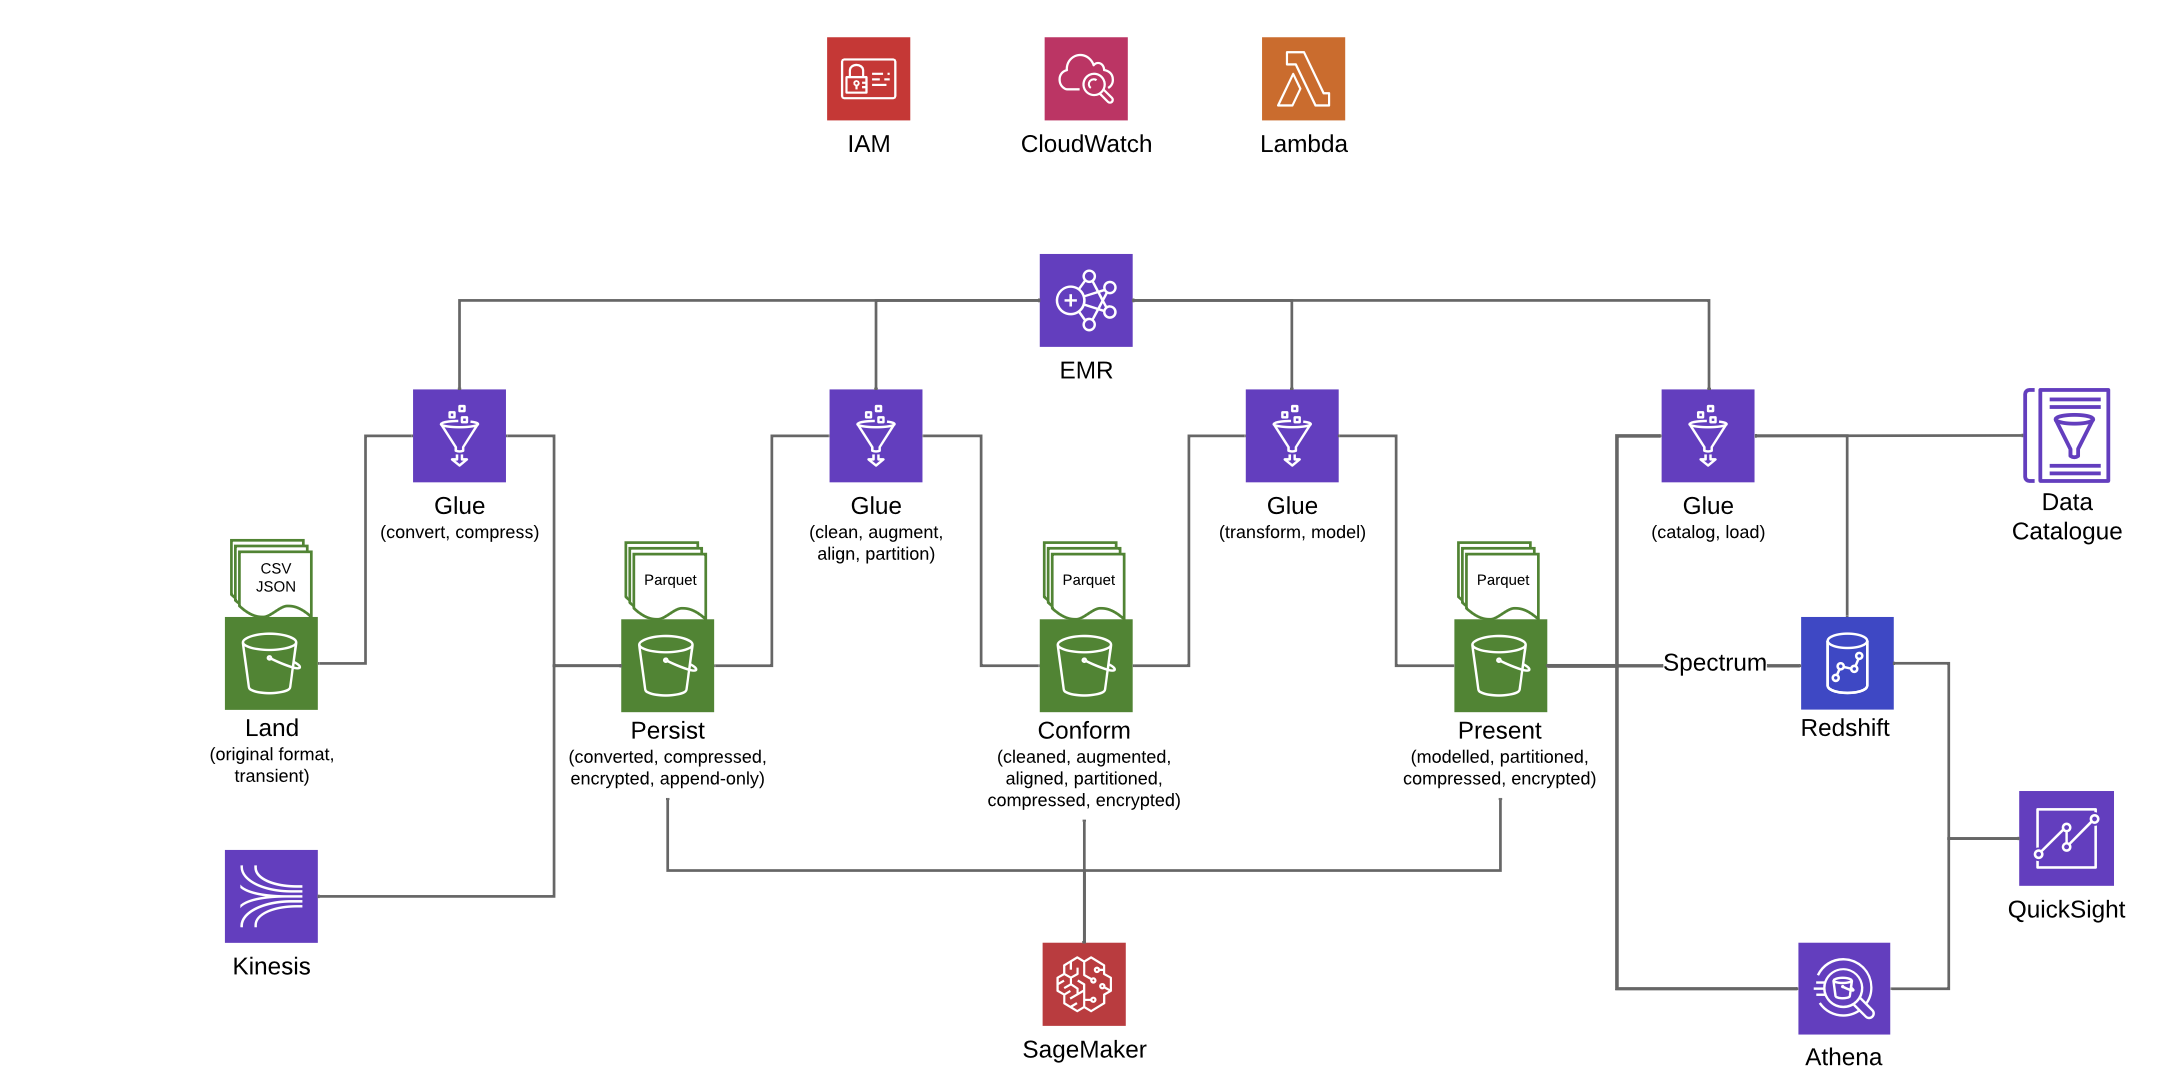 IAM
CloudWatch
Lambda
EMR
Glue
(convert, compress)
Glue
(clean, augment,
align, partition)
Glue
(transform, model)
Glue
(catalog, load)
Data
Catalogue
CSV
JSON
Parquet
Parquet
Parquet
Land
(original format,
transient)
Persist
(converted, compressed,
encrypted, append-only)
Conform
(cleaned, augmented,
aligned, partitioned,
compressed, encrypted)
Present
(modelled, partitioned,
compressed, encrypted)
Spectrum
Redshift
QuickSight
Kinesis
SageMaker
Athena